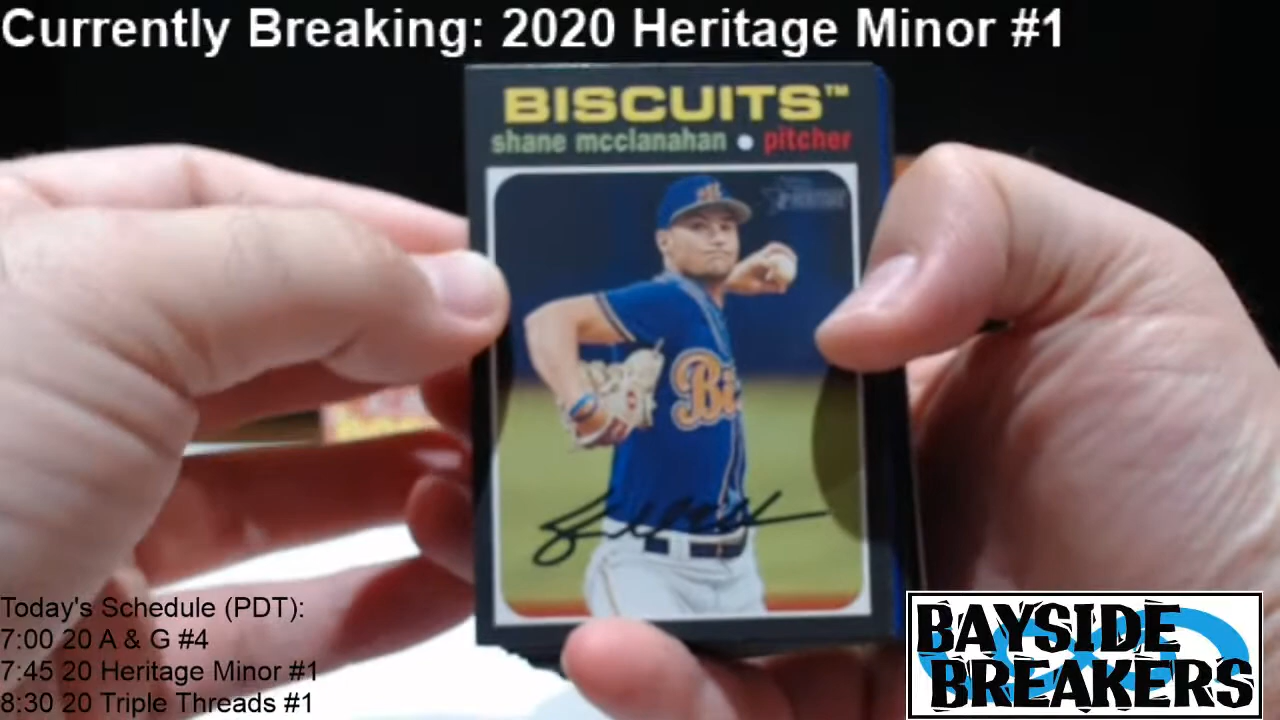 Currently Breaking: 2020 Heritage Minor #1
BISCUITS™
shane mcclanahan • pitcher
Bi
Today's Schedule (PDT):
7:00 20 A & G #4
7:45 20 Heritage Minor #1
8:30 20 Triple Threads #1
BAYSIDE
BREAKERS